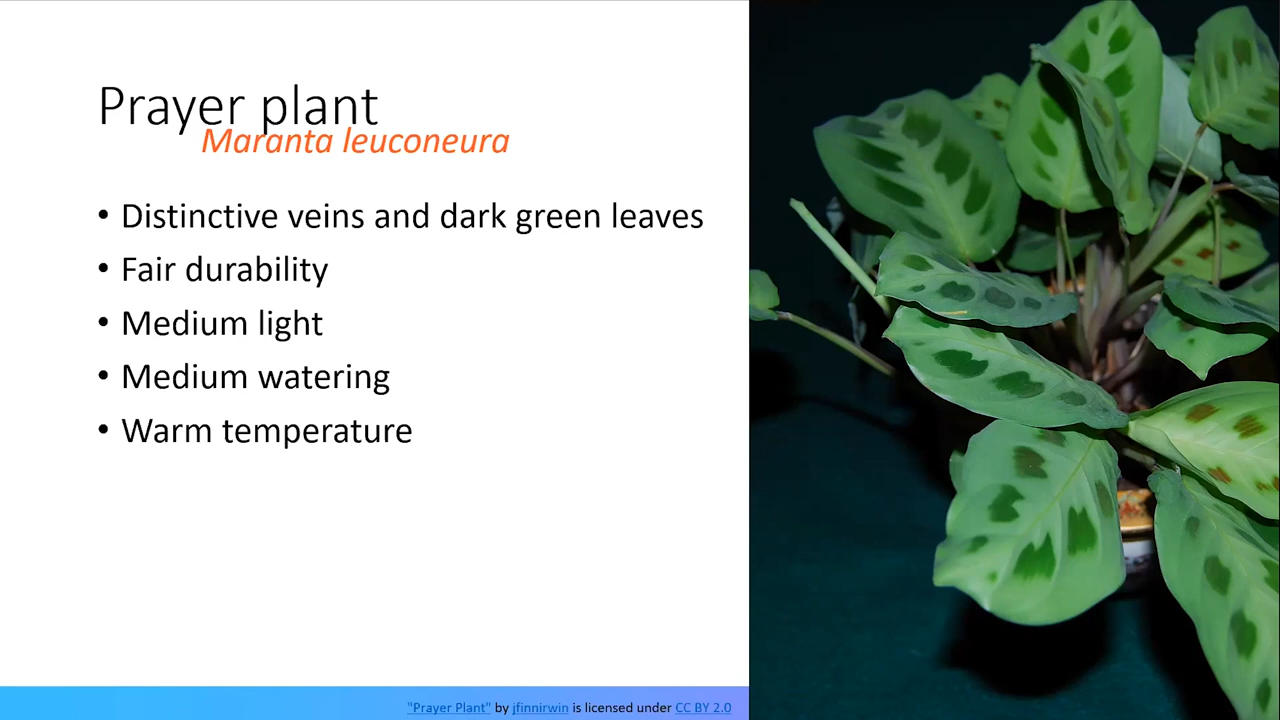 Prayer plant
Maranta leuconeura
• Distinctive veins and dark green leaves
• Fair durability
• Medium light
• Medium watering
• Warm temperature
"Prayer Plant" by jfinnirwin is licensed under CC BY 2.0